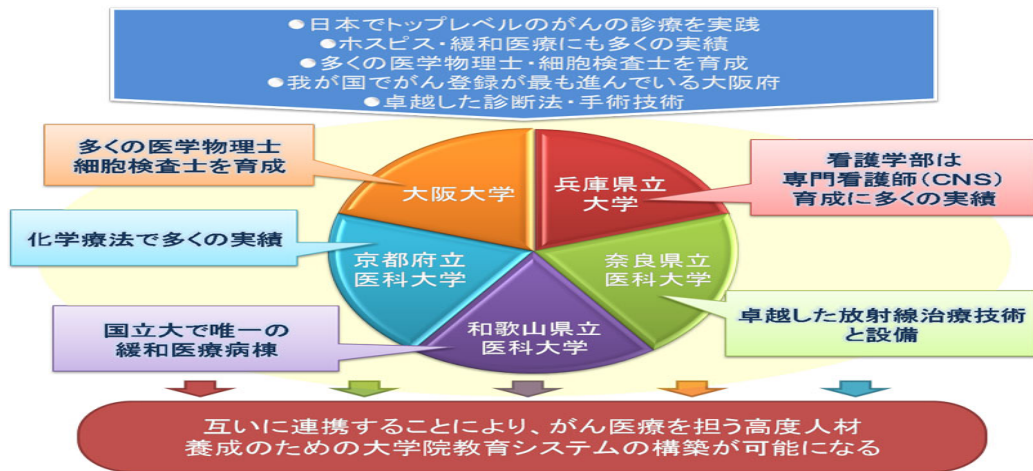 ●日本でトップレベルのがんの診療を実践
●ホスピス・緩和医療にも多くの実績
●多くの医学物理士・細胞検査士を育成
●我が国でがん登録が最も進んでいる大阪府
●卓越した診断法・手術技術
多くの医学物理士
細胞検査士を育成
大阪大学
兵庫県立
大学
看護学部は
専門看護師(CNS)
育成に多くの実績
化学療法で多くの実績
京都府立
医科大学
奈良県立
医科大学
国立大で唯一の
緩和医療病棟
和歌山県立
医科大学
卓越した放射線治療技術
と設備
互いに連携することにより、がん医療を担う高度人材
養成のための大学院教育システムの構築が可能になる